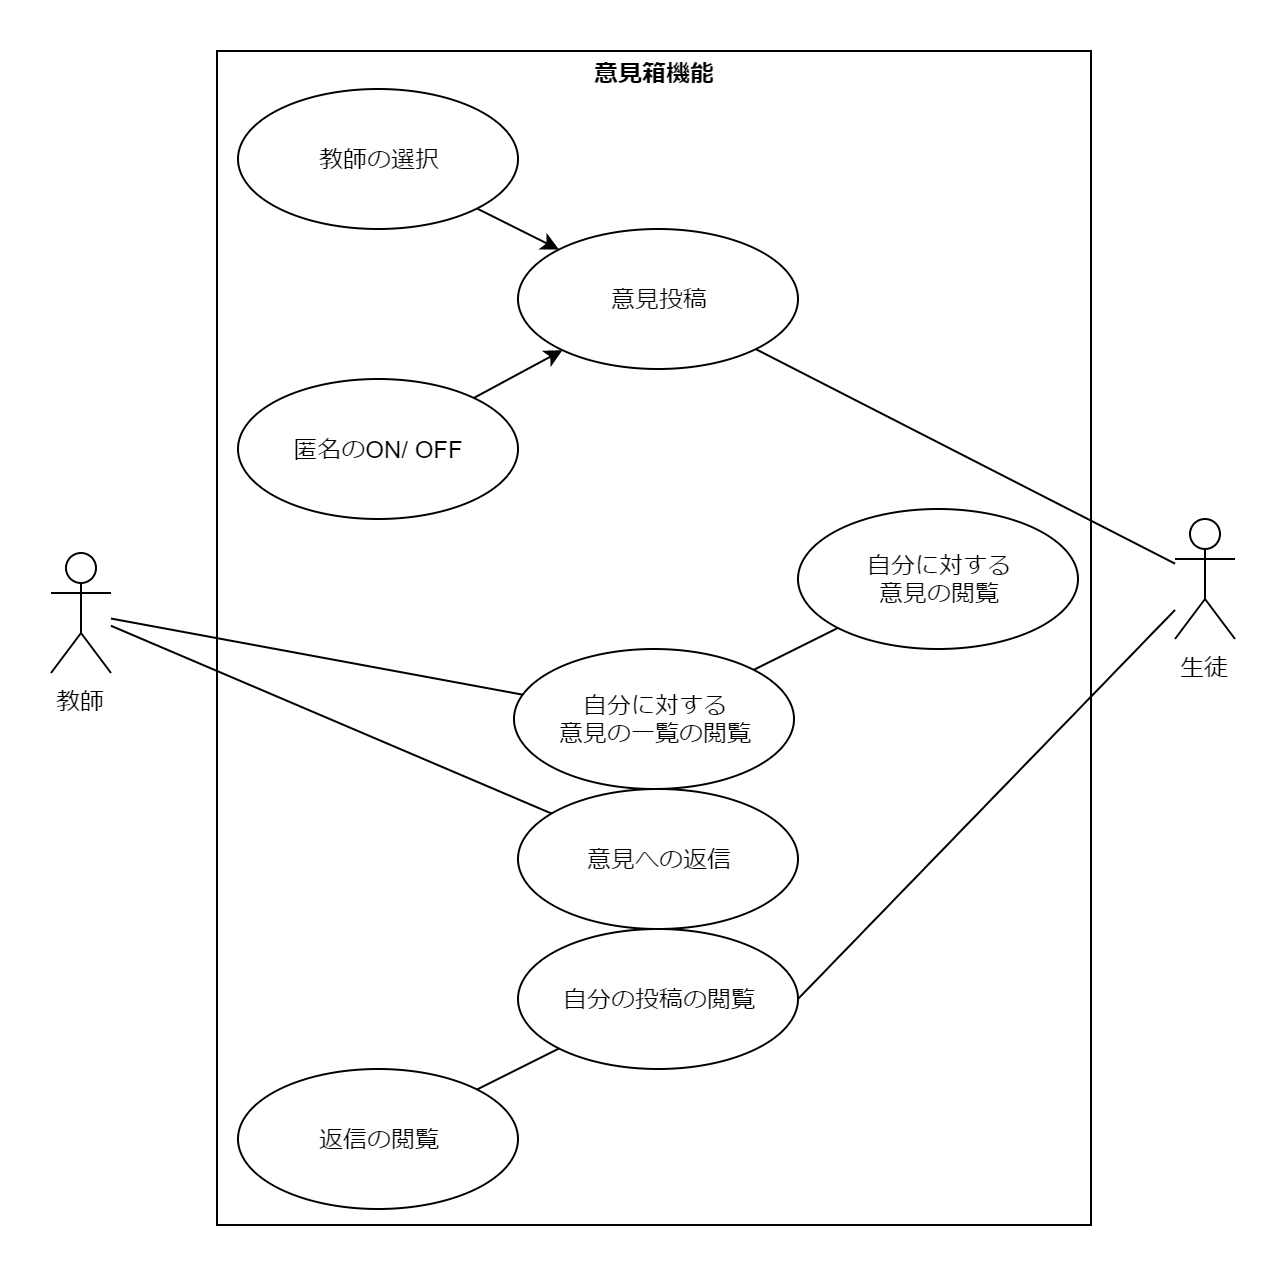 意見箱機能
教師の選択
意見投稿
匿名のON/ OFF
自分に対する
意見の閲覧
生徒
教師
自分に対する
意見の一覧の閲覧
意見への返信
自分の投稿の閲覧
返信の閲覧